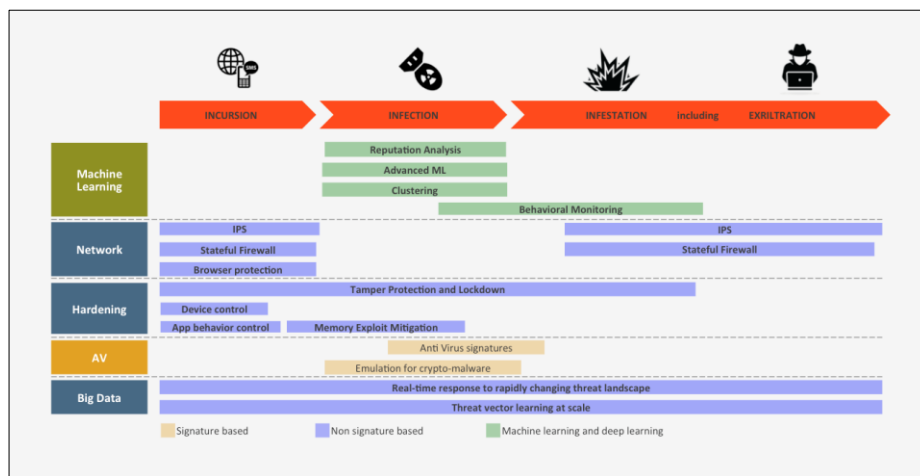 SMS
INCURSION
INFECTION
INFESTATION including EXRILTRATION
Machine
Learning
Reputation Analysis
Advanced ML
Clustering
Behavioral Monitoring
Network
IPS
IPS
Stateful Firewall
Stateful Firewall
Browser protection
Hardening
Tamper Protection and Lockdown
Device control
App behavior control
Memory Exploit Mitigation
AV
Anti Virus signatures
Emulation for crypto-malware
Big Data
Real-time response to rapidly changing threat landscape
Threat vector learning at scale
Signature based
Non signature based
Machine learning and deep learning